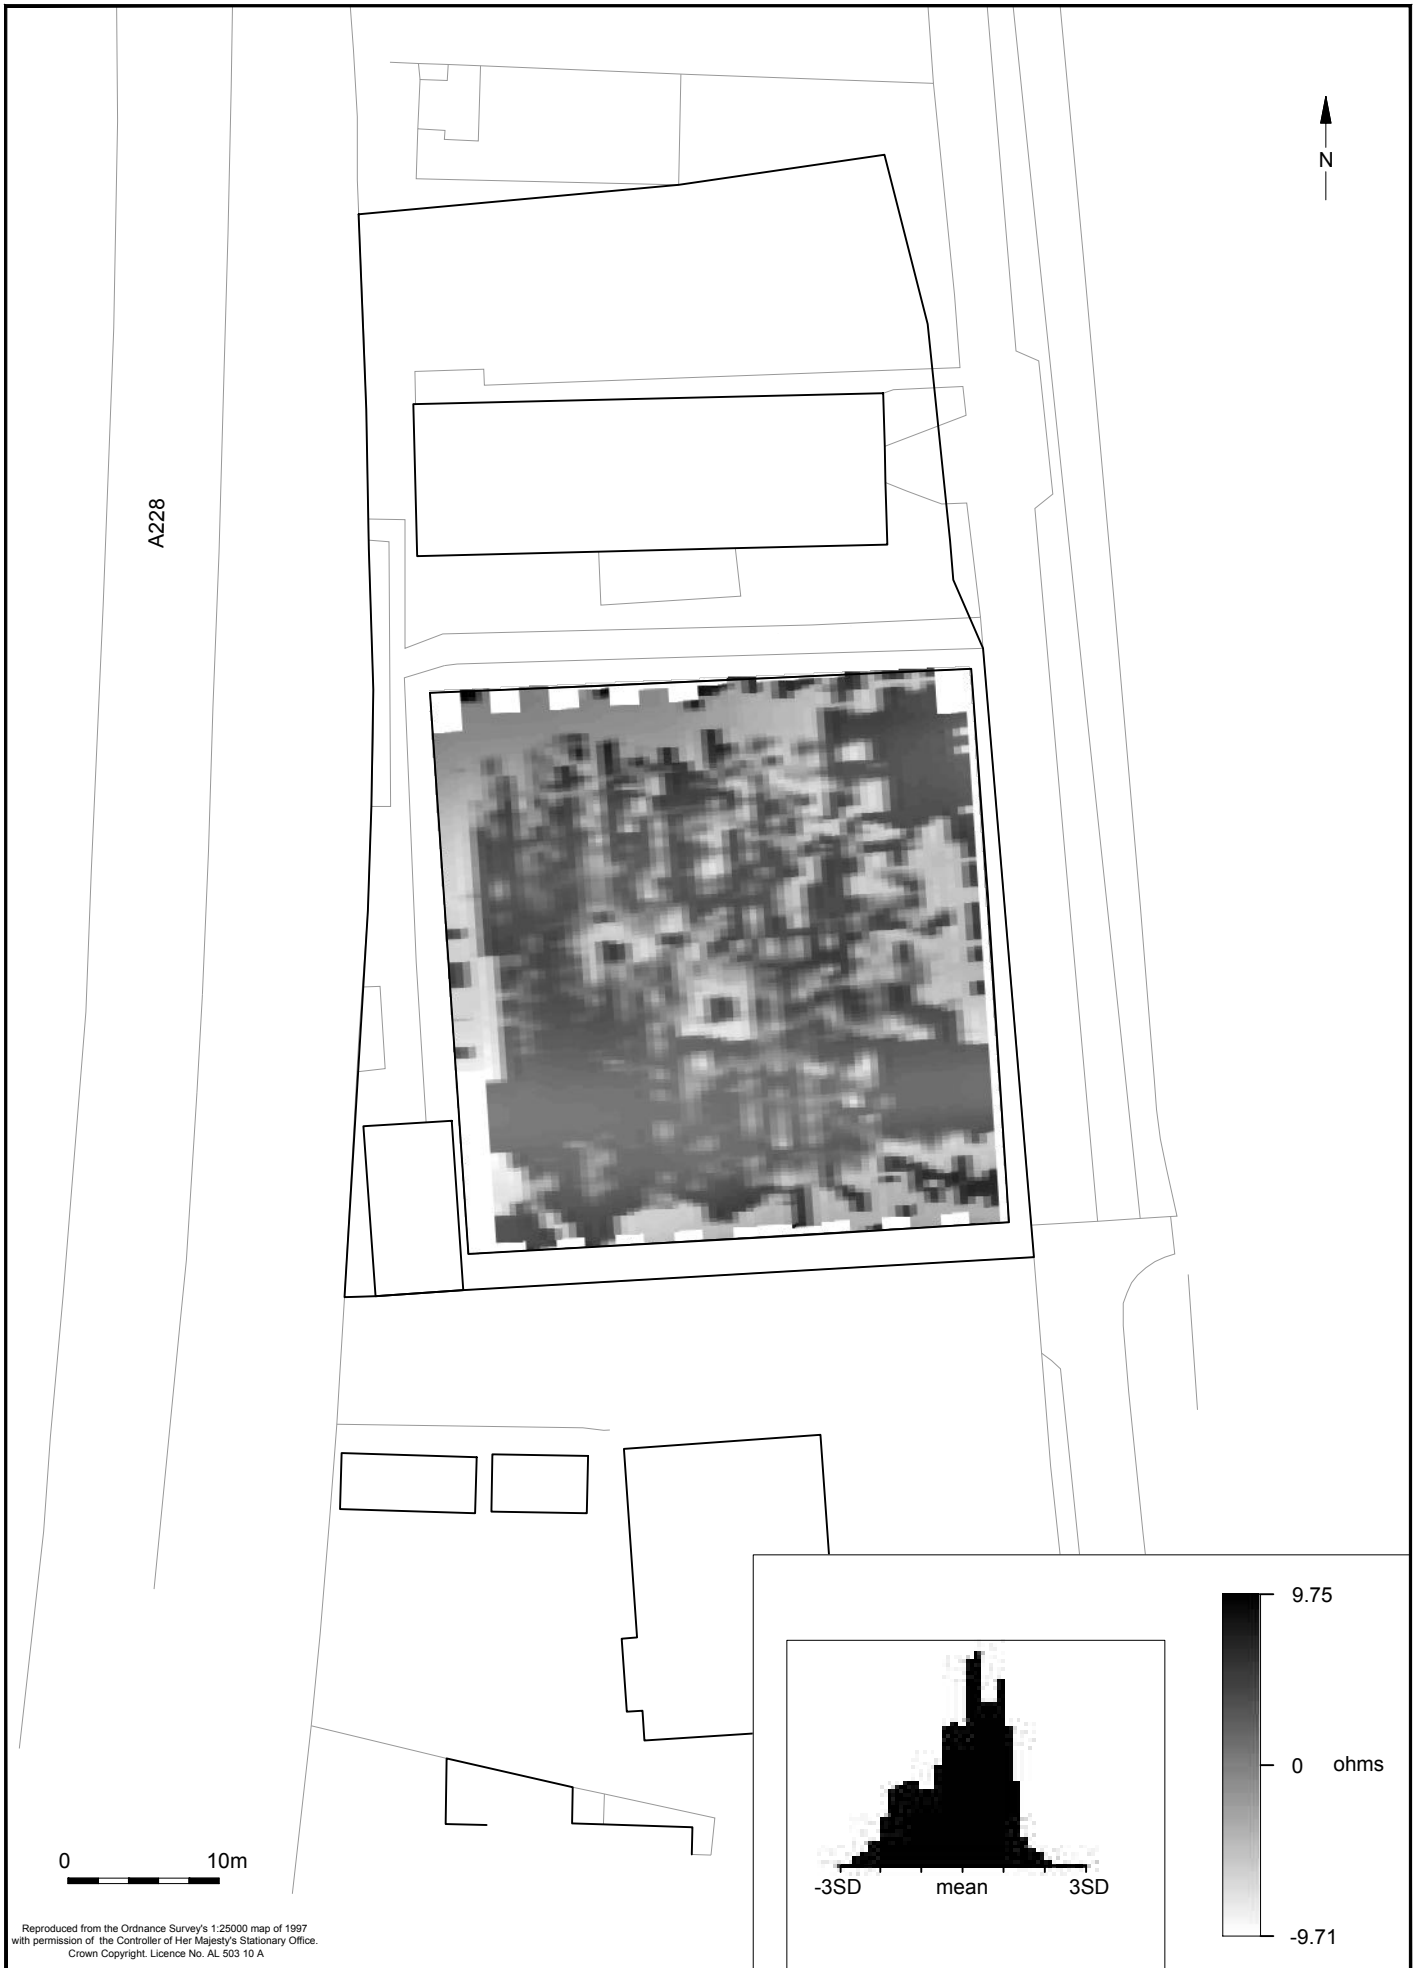 N
A228
9.75
0 ohms
-9.71
-3SD mean 3SD
0 10m
Reproduced from the Ordnance Survey's 1:25000 map of 1997
with permission of the Controller of Her Majesty's Stationary Office.
Crown Copyright. Licence No. AL 503 10 A